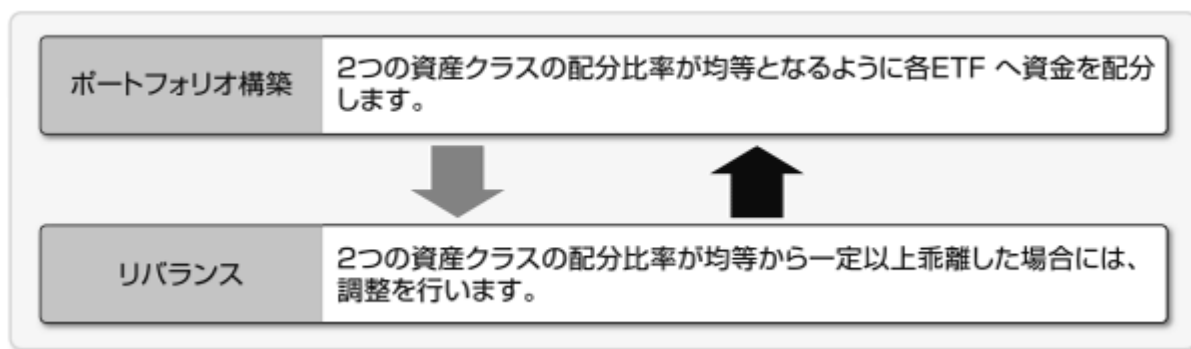 ポートフォリオ構築
2つの資産クラスの配分比率が均等となるように各ETF へ資金を配分
します。
リバランス
2つの資産クラスの配分比率が均等から一定以上乖離した場合には、
調整を行います。